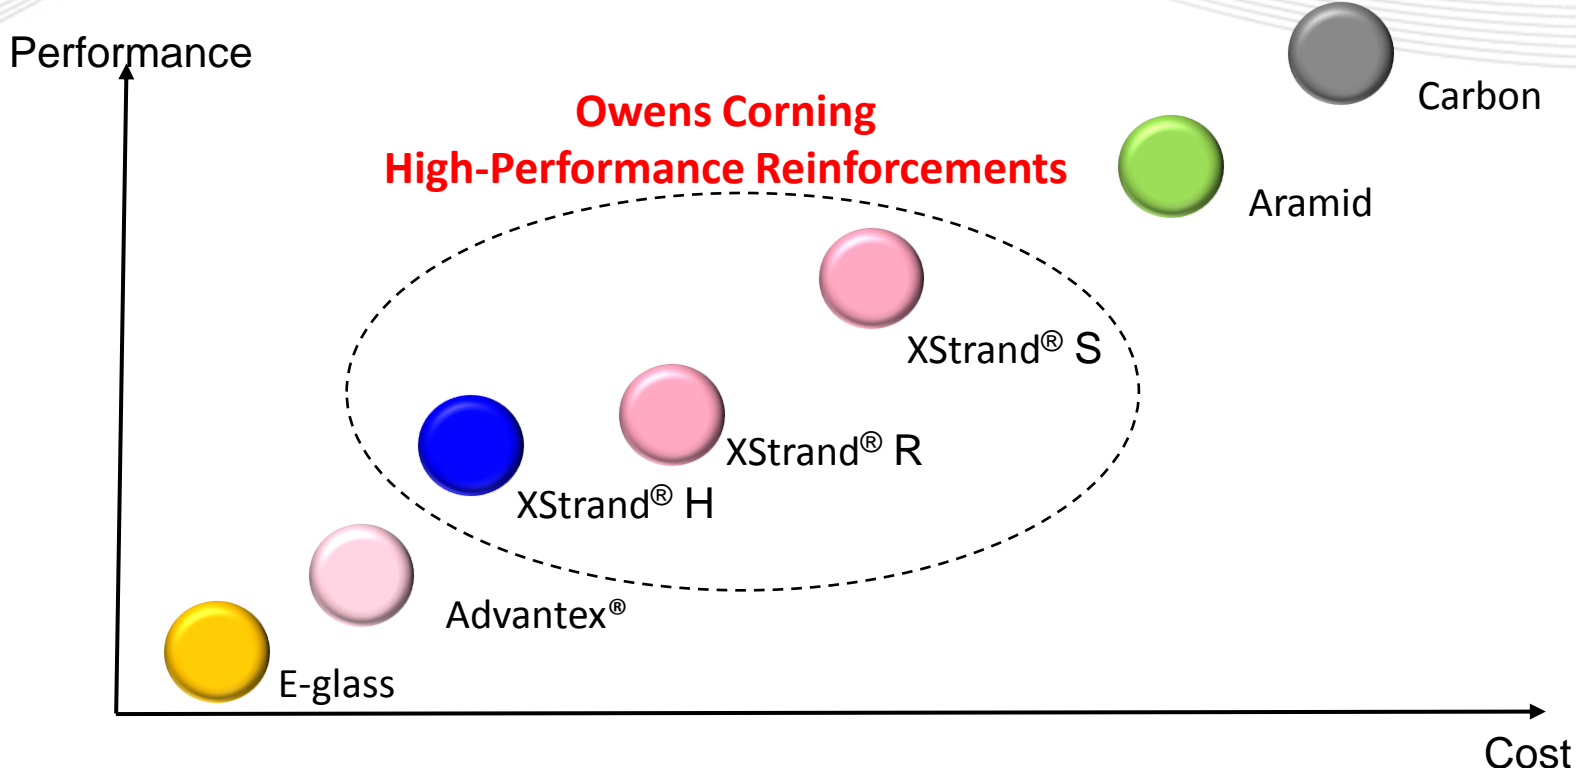 Performance
Owens Corning
High-Performance Reinforcements
Carbon
Aramid
XStrand® S
XStrand® R
XStrand® H
Advantex®
E-glass
Cost